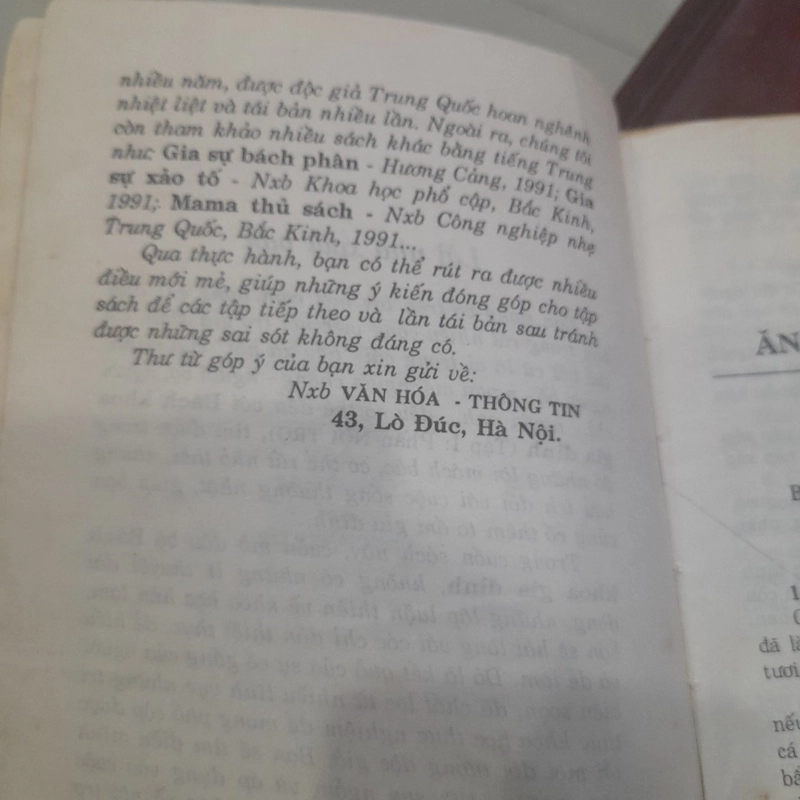 nhiều năm, được độc giả Trung Quốc hoan nghênh
nhiệt liệt và tái bản nhiều lần. Ngoài ra, chúng tôi
còn tham khảo nhiều sách khác bằng tiếng Trung
như: Gia sự bách phân - Hương Cảng, 1991; Gia
sự xảo tố - Nxb Khoa học phổ cập, Bắc Kinh,
1991; Mama thủ sách - Nxb Công nghiệp nhẹ
Trung Quốc, Bắc Kinh, 1991...
Qua thực hành, bạn có thể rút ra được nhiều
điều mới mẻ, giúp những ý kiến đóng góp cho tập
sách để các tập tiếp theo và lần tái bản sau tránh
được những sai sót không đáng có.
Thư từ góp ý của bạn xin gửi về:
Nxb VĂN HÓA - THÔNG TIN
43, Lò Đúc, Hà Nội.
ĂN
B
1
đã
tươi
nếu
cá